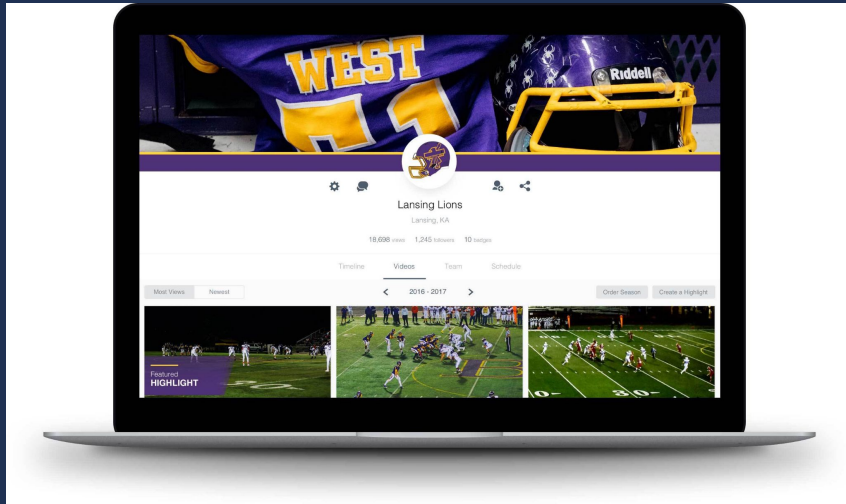 WEST
RIDDell
Lansing Lions
Lansing, KA
18,698 views 1,245 followers 10 badges
Timeline Videos Team Schedule
Most Views Newest
2016 - 2017
Order Season Create a Highlight
Featured
HIGHLIGHT